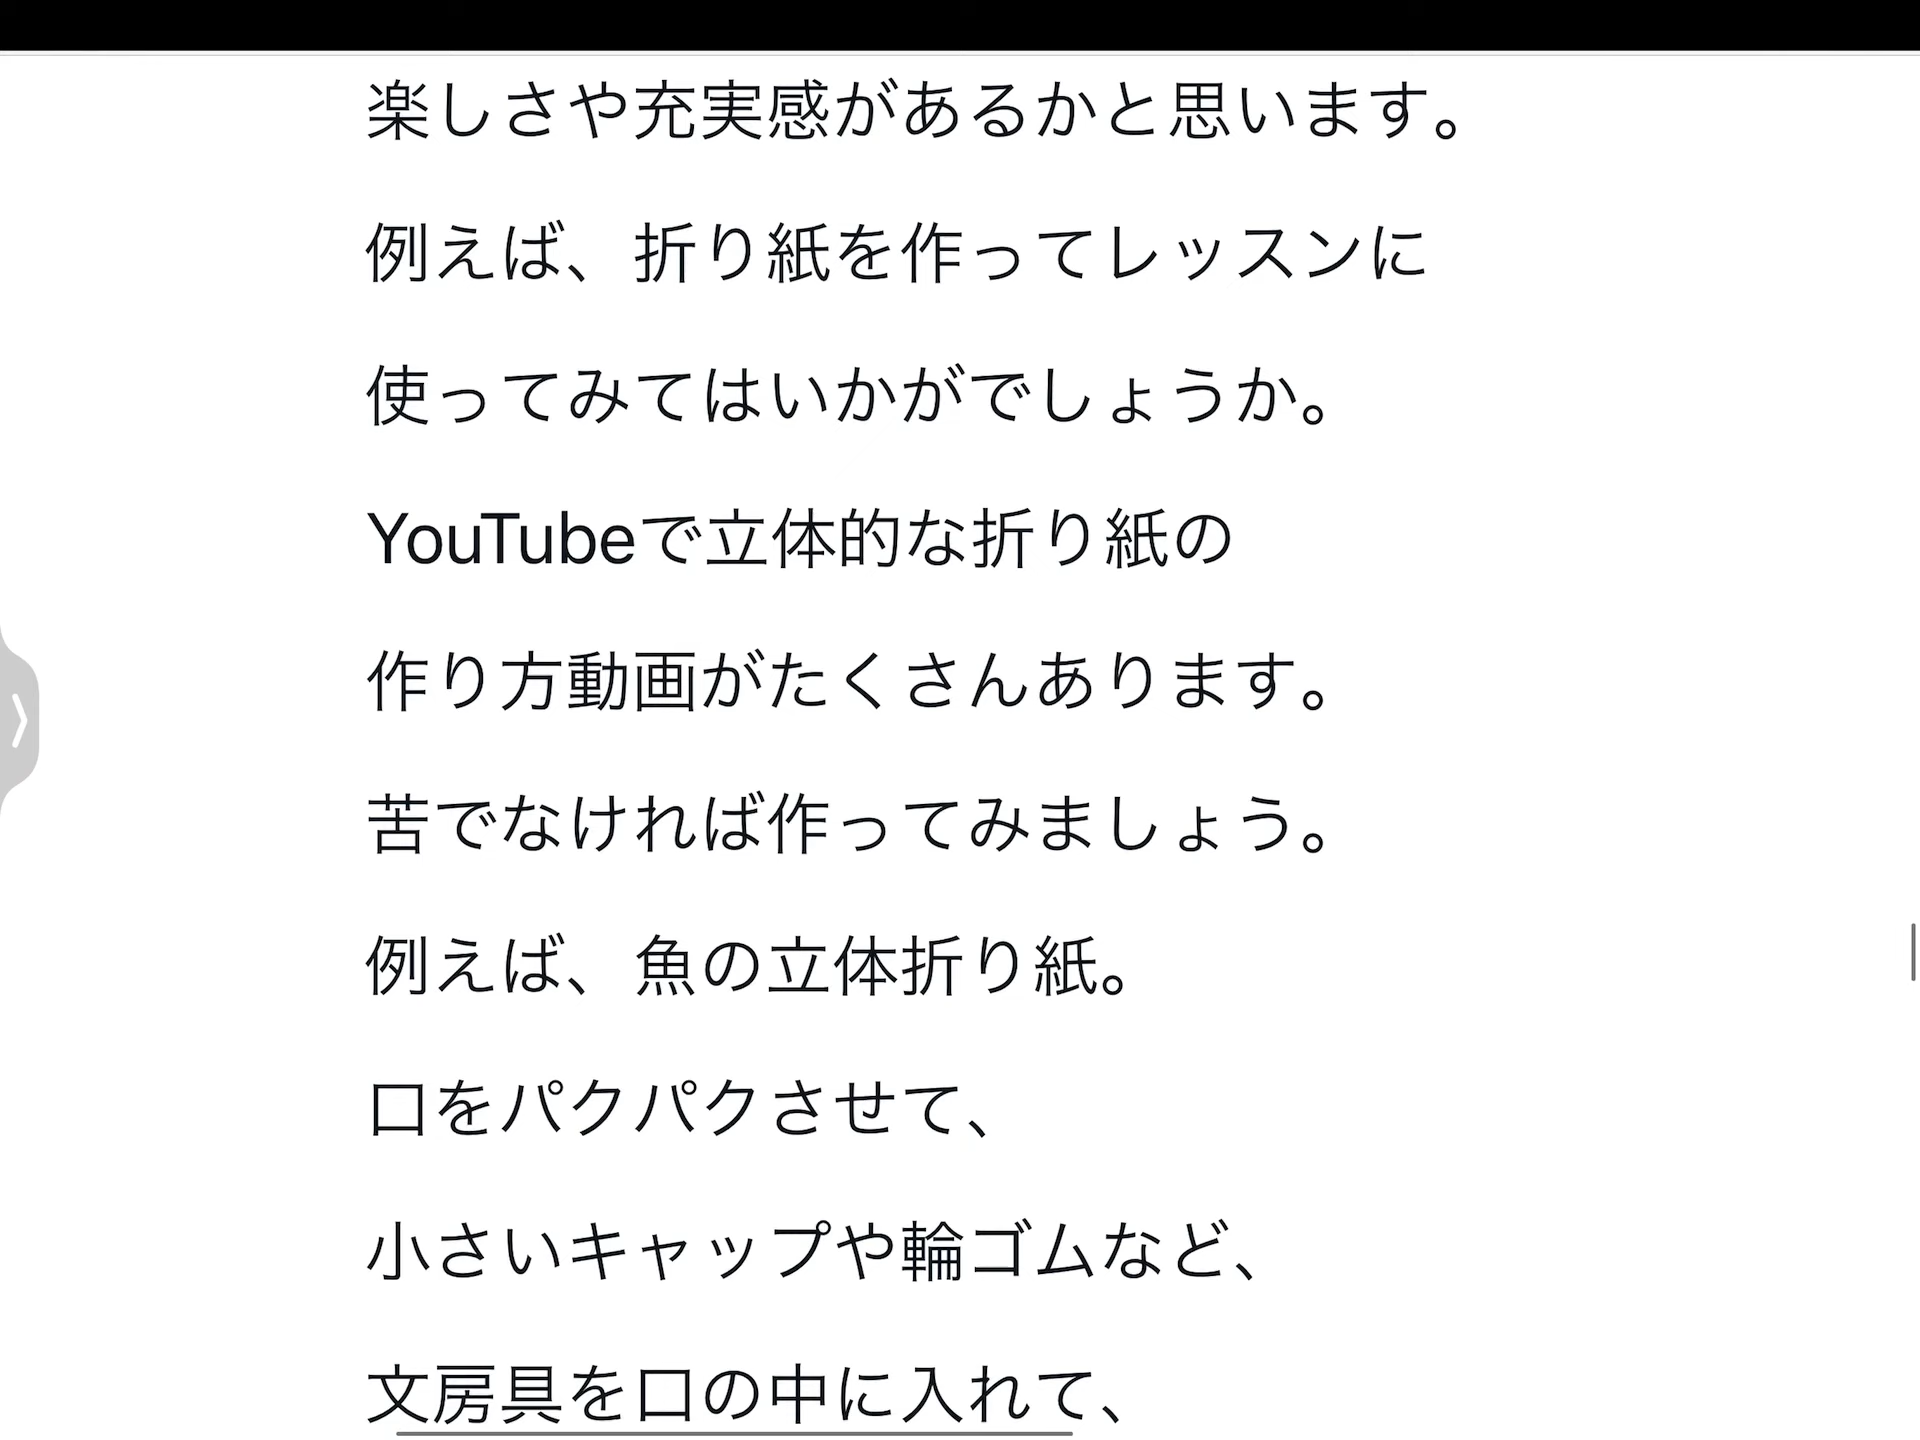 楽しさや充実感があるかと思います。
例えば、折り紙を作ってレッスンに
使ってみてはいかがでしょうか。
YouTubeで立体的な折り紙の
作り方動画がたくさんあります。
苦でなければ作ってみましょう。
例えば、魚の立体折り紙。
口をパクパクさせて、
小さいキャップや輪ゴムなど、
文房具を口の中に入れて、